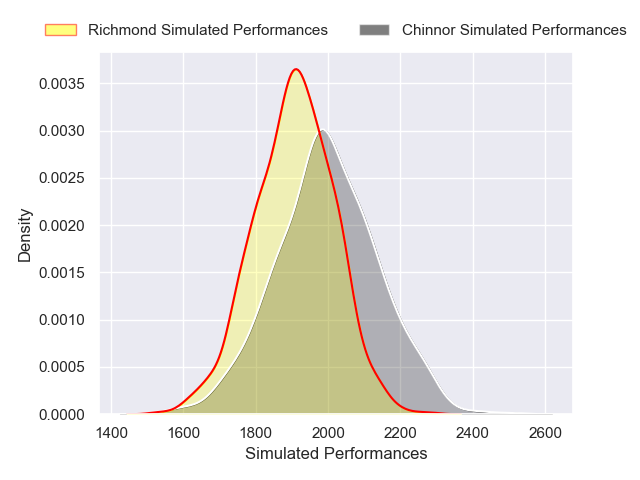 Richmond Simulated Performances
Chinnor Simulated Performances
0.0035
0.0030
0.0025
0.0020
0.0015
0.0010
0.0005
0.0000
Density
1400 1600 1800 2000 2200 2400 2600
Simulated Performances